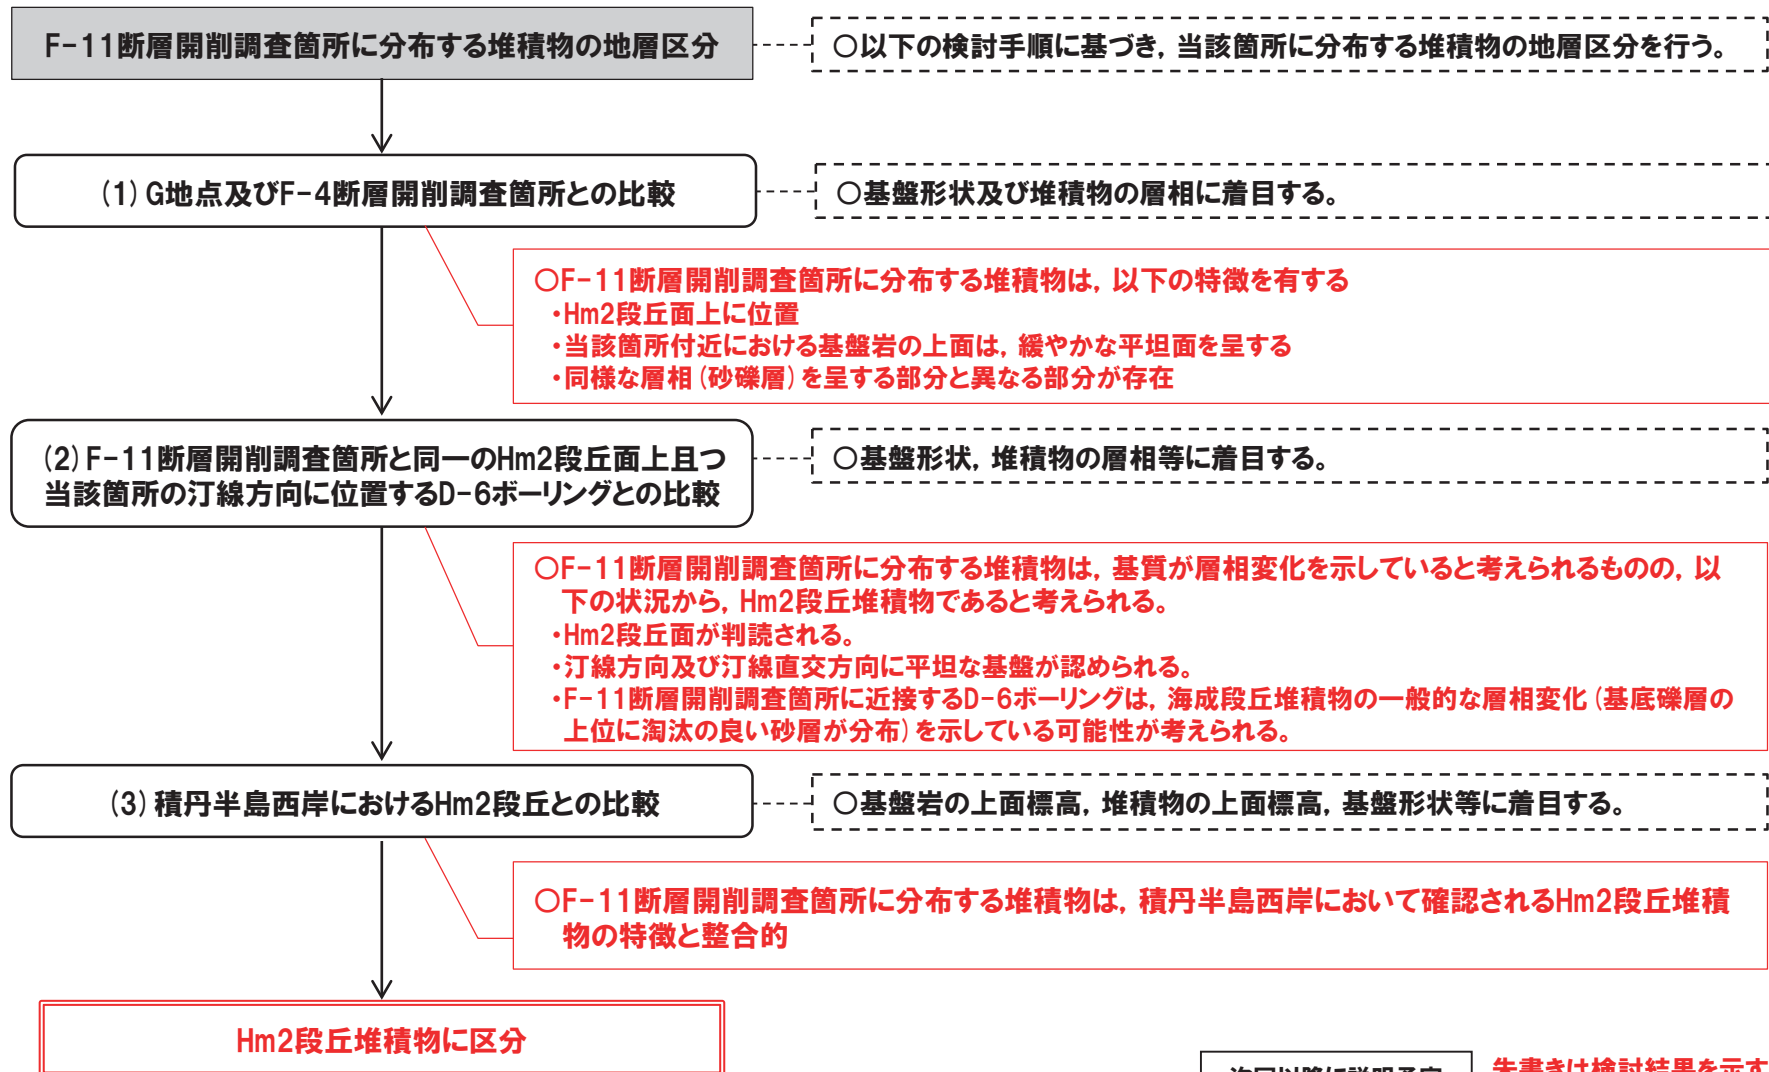 F-11断層開削調査箇所に分布する堆積物の地層区分
○以下の検討手順に基づき，当該箇所に分布する堆積物の地層区分を行う。
(1)G地点及びF-4断層開削調査箇所との比較
○基盤形状及び堆積物の層相に着目する。
○F-11断層開削調査箇所に分布する堆積物は，以下の特徴を有する
・Hm2段丘面上に位置
・当該箇所付近における基盤岩の上面は，緩やかな平坦面を呈する
・同様な層相（砂礫層）を呈する部分と異なる部分が存在
(2)F-11断層開削調査箇所と同一のHm2段丘面上且つ
当該箇所の汀線方向に位置するD-6ボーリングとの比較
○基盤形状，堆積物の層相等に着目する。
○F-11断層開削調査箇所に分布する堆積物は，基質が層相変化を示していると考えられるものの，以
下の状況から，Hm2段丘堆積物であると考えられる。
・Hm2段丘面が判読される。
・汀線方向及び汀線直交方向に平坦な基盤が認められる。
・F-11断層開削調査箇所に近接するD-6ボーリングは，海成段丘堆積物の一般的な層相変化（基底礫層の
上位に淘汰の良い砂層が分布）を示している可能性が考えられる。
(3)積丹半島西岸におけるHm2段丘との比較
○基盤岩の上面標高，堆積物の上面標高，基盤形状等に着目する。
○F-11断層開削調査箇所に分布する堆積物は，積丹半島西岸において確認されるHm2段丘堆積
物の特徴と整合的
Hm2段丘堆積物に区分
次回以降に説明予定
朱書きは検討結果を示す